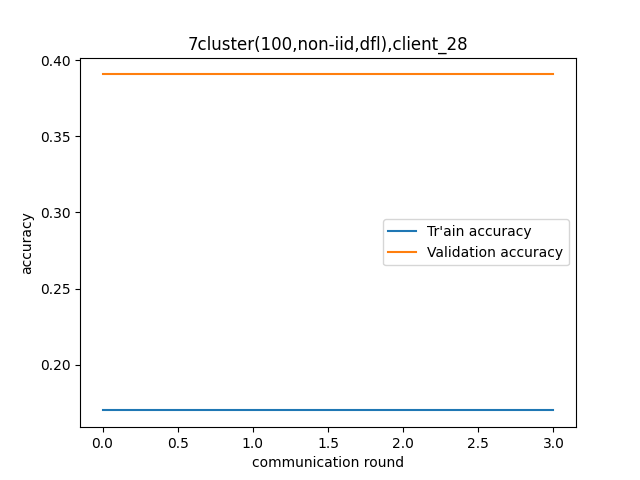 7cluster(100,non-iid,dfl),client_28
0.40
0.35
0.30
0.25
0.20
accuracy
Tr'ain accuracy
Validation accuracy
0.0 0.5 1.0 1.5 2.0 2.5 3.0
communication round